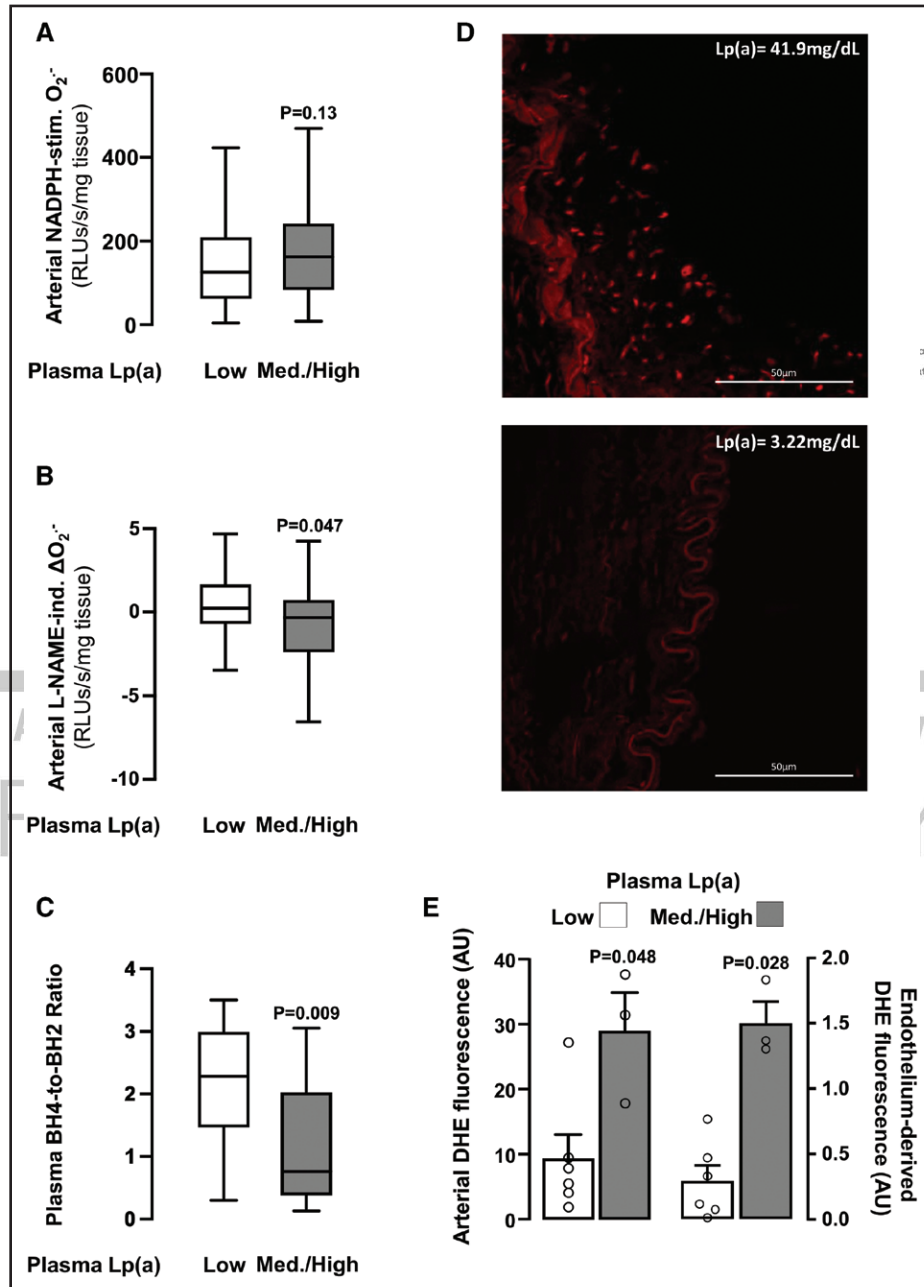 A
Arterial NADPH-stim. O₂·⁻
(RLUs/s/mg tissue)
600
400
200
0
P=0.13
Plasma Lp(a)
Low
Med./High
B
Arterial L-NAME-ind. ΔO₂·⁻
(RLUs/s/mg tissue)
5
0
-5
-10
P=0.047
Plasma Lp(a)
Low
Med./High
C
Plasma BH4-to-BH2 Ratio
4
3
2
1
0
P=0.009
Plasma Lp(a)
Low
Med./High
D
Lp(a)= 41.9mg/dL
50µm
Lp(a)= 3.22mg/dL
50µm
E
Plasma Lp(a)
Low
Med./High
Arterial DHE fluorescence (AU)
40
30
20
10
0
P=0.048
P=0.028
2.0
1.5
1.0
0.5
0.0
Endothelium-derived
DHE fluorescence (AU)